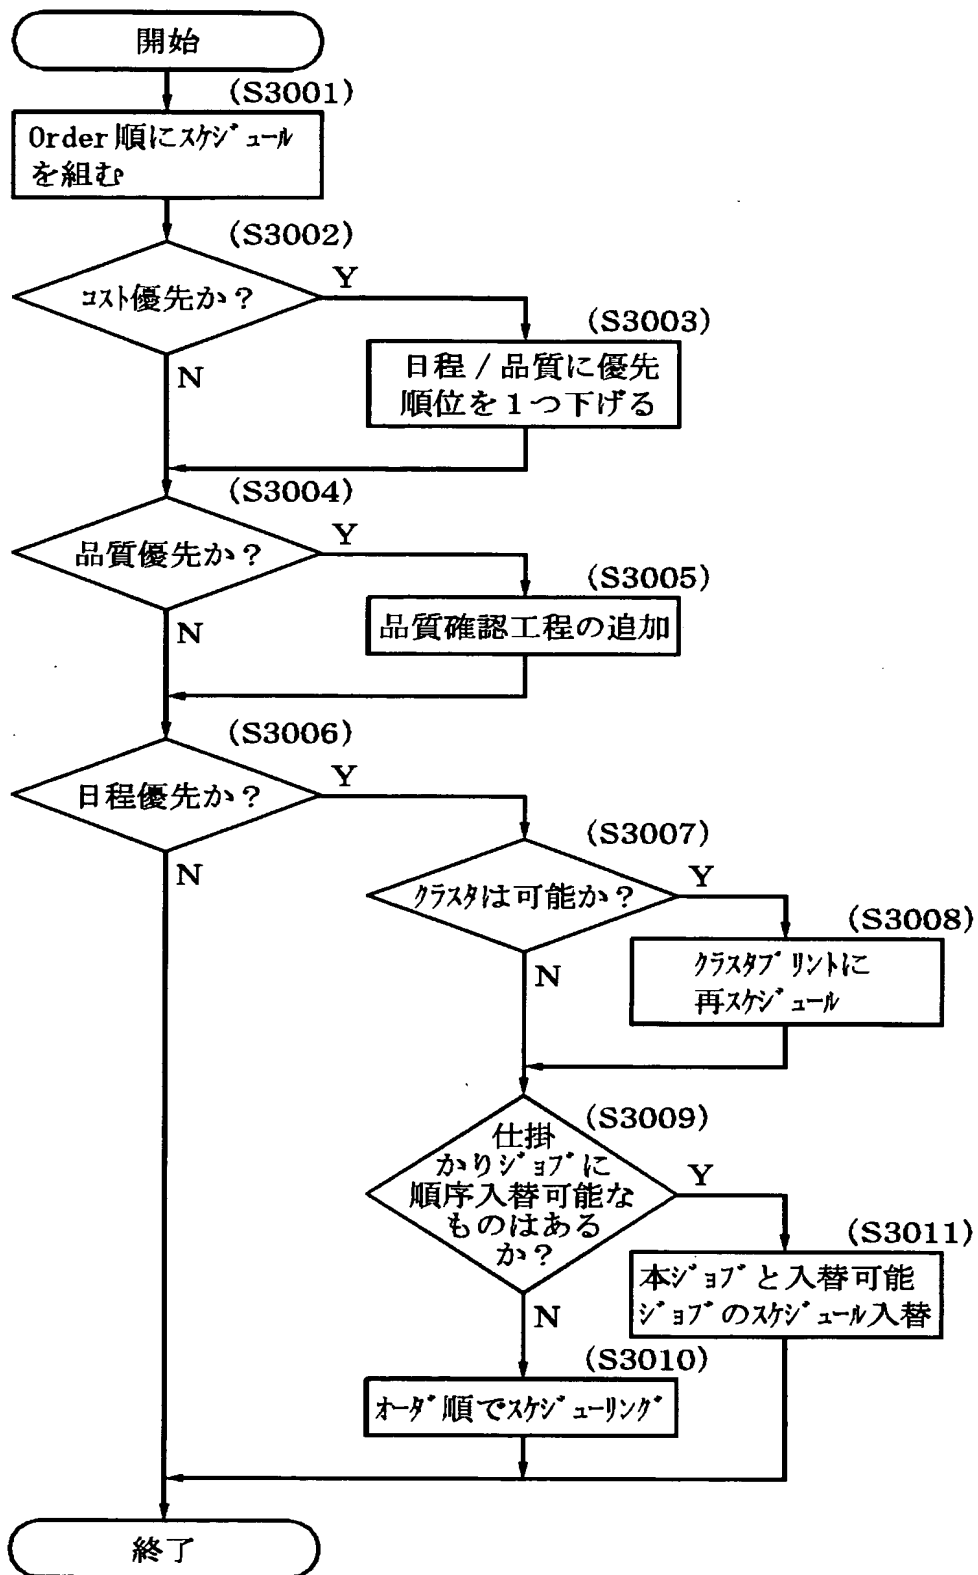 開始
(S3001)
Order順にスケジュール
を組む
(S3002)
コスト優先か?
Y
N
(S3003)
日程/品質に優先
順位を1つ下げる
(S3004)
品質優先か?
Y
N
(S3005)
品質確認工程の追加
(S3006)
日程優先か?
Y
N
(S3007)
クラスタは可能か?
Y
N
(S3008)
クラスタプリントに
再スケジュール
(S3009)
仕掛
かりジョブに
順序入替可能な
ものはある
か?
Y
N
(S3011)
本ジョブと入替可能
ジョブのスケジュール入替
(S3010)
オーダ順でスケジューリング
終了